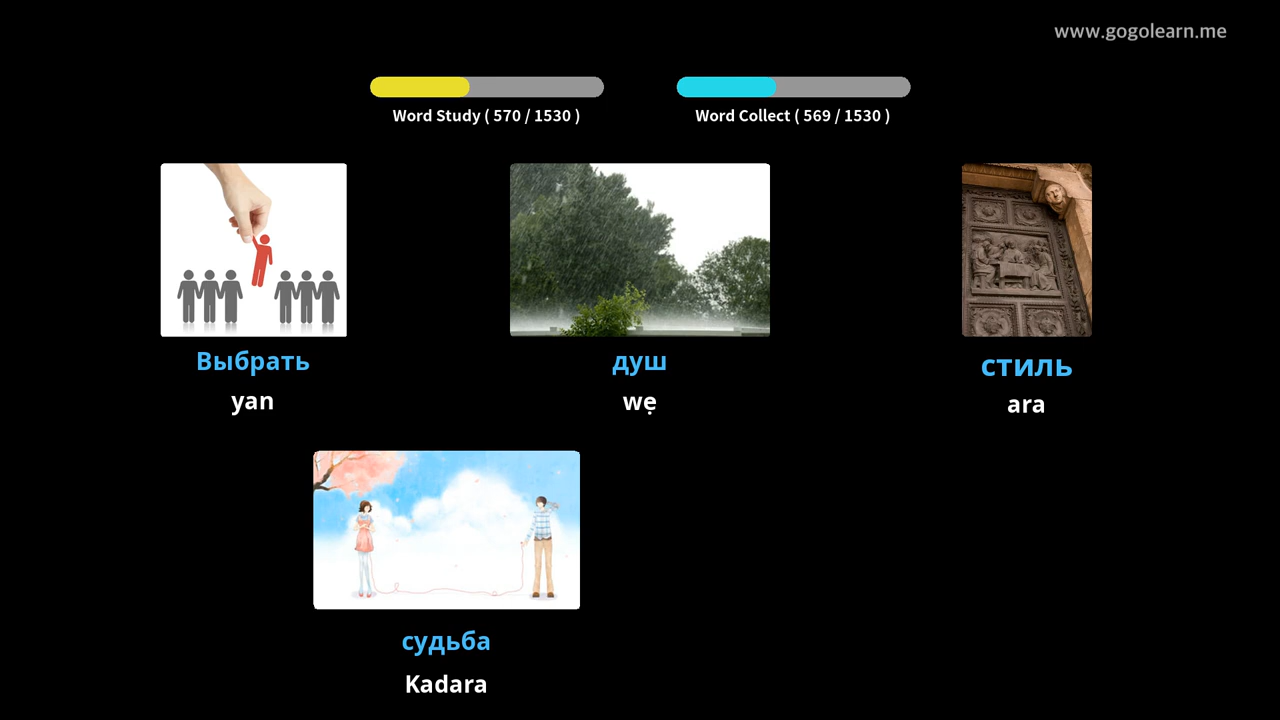 www.gogolearn.me
Word Study ( 570 / 1530 )
Word Collect ( 569 / 1530 )
Выбрать
yan
душ
wẹ
стиль
ara
судьба
Kadara